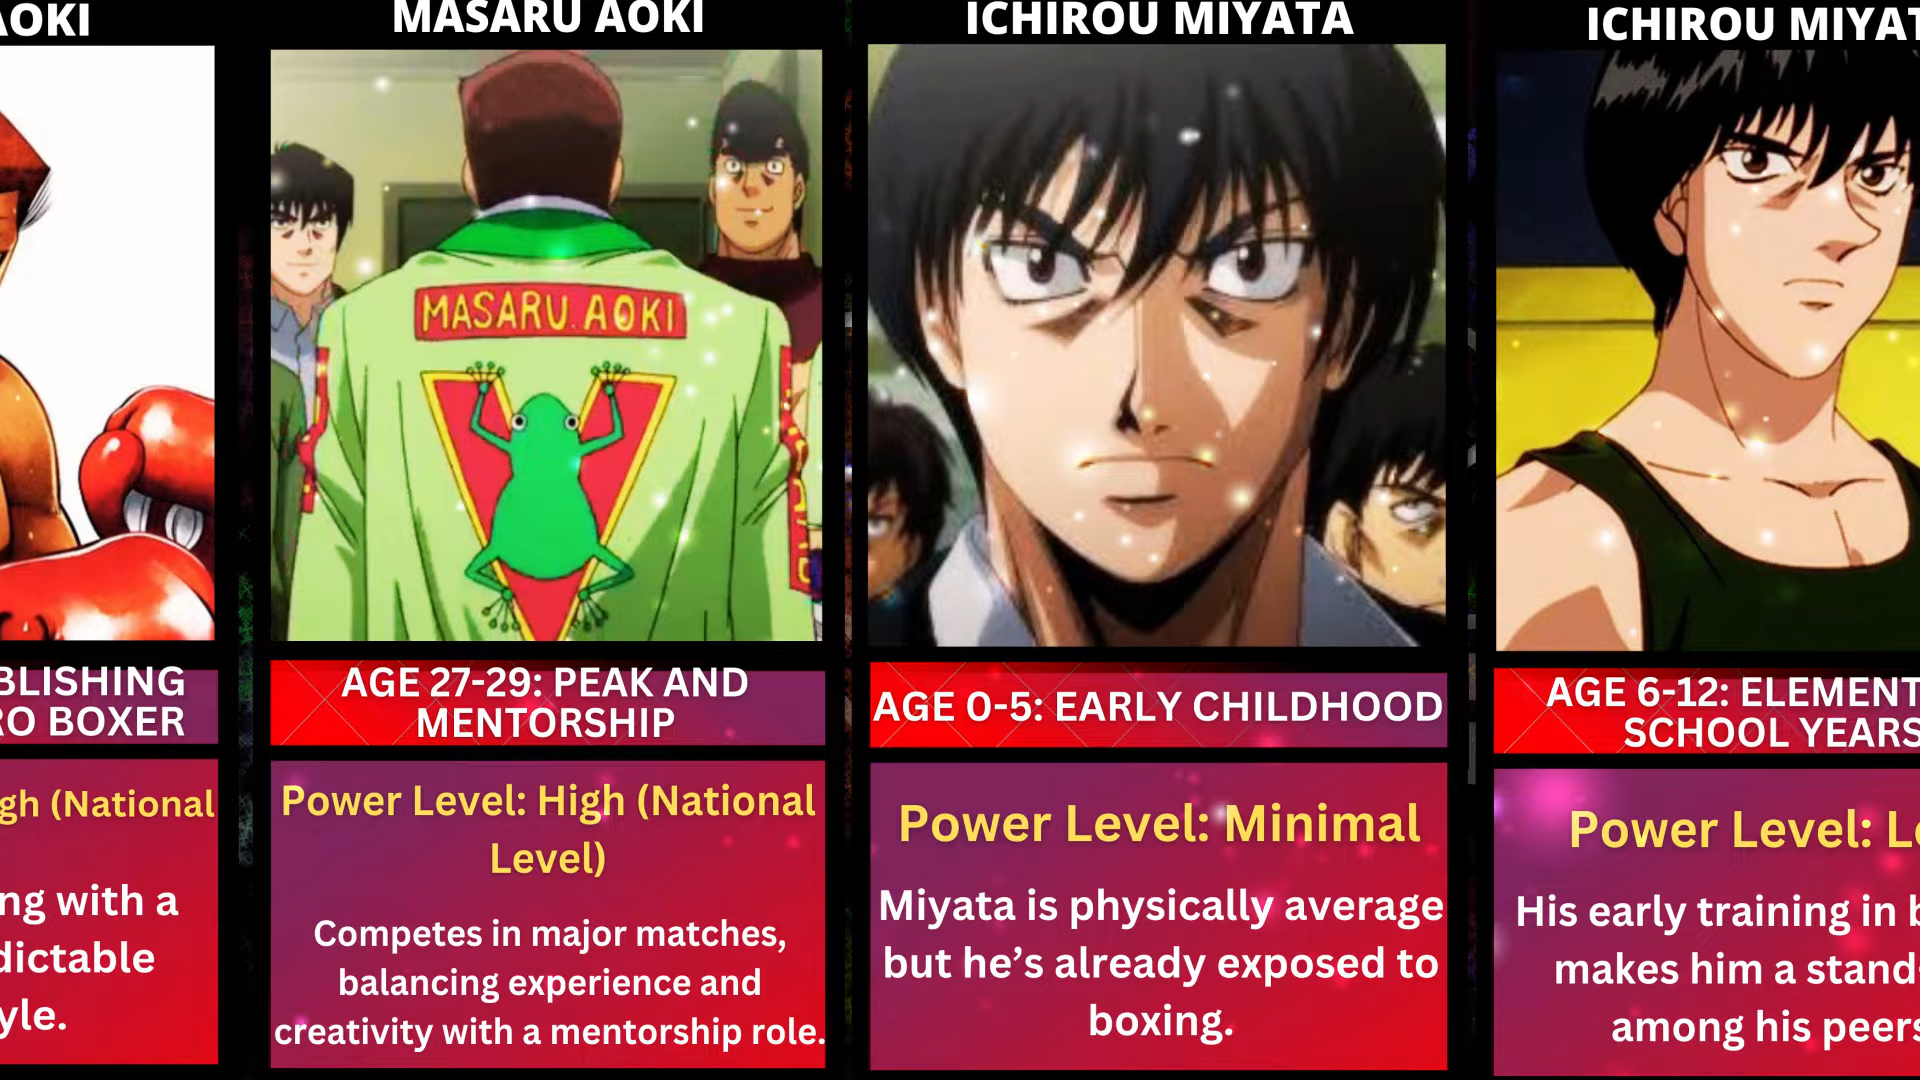 AOKI
BLISHING
RO BOXER
gh (National
ng with a
dictable
yle.
MASARU AOKI
MASARU. AOKI
AGE 27-29: PEAK AND
MENTORSHIP
Power Level: High (National
Level)
Competes in major matches,
balancing experience and
creativity with a mentorship role.
ICHIROU MIYATA
AGE 0-5: EARLY CHILDHOOD
Power Level: Minimal
Miyata is physically average
but he’s already exposed to
boxing.
ICHIROU MIYAT
AGE 6-12: ELEMENT
SCHOOL YEARS
Power Level: Lo
His early training in b
makes him a stand-
among his peers